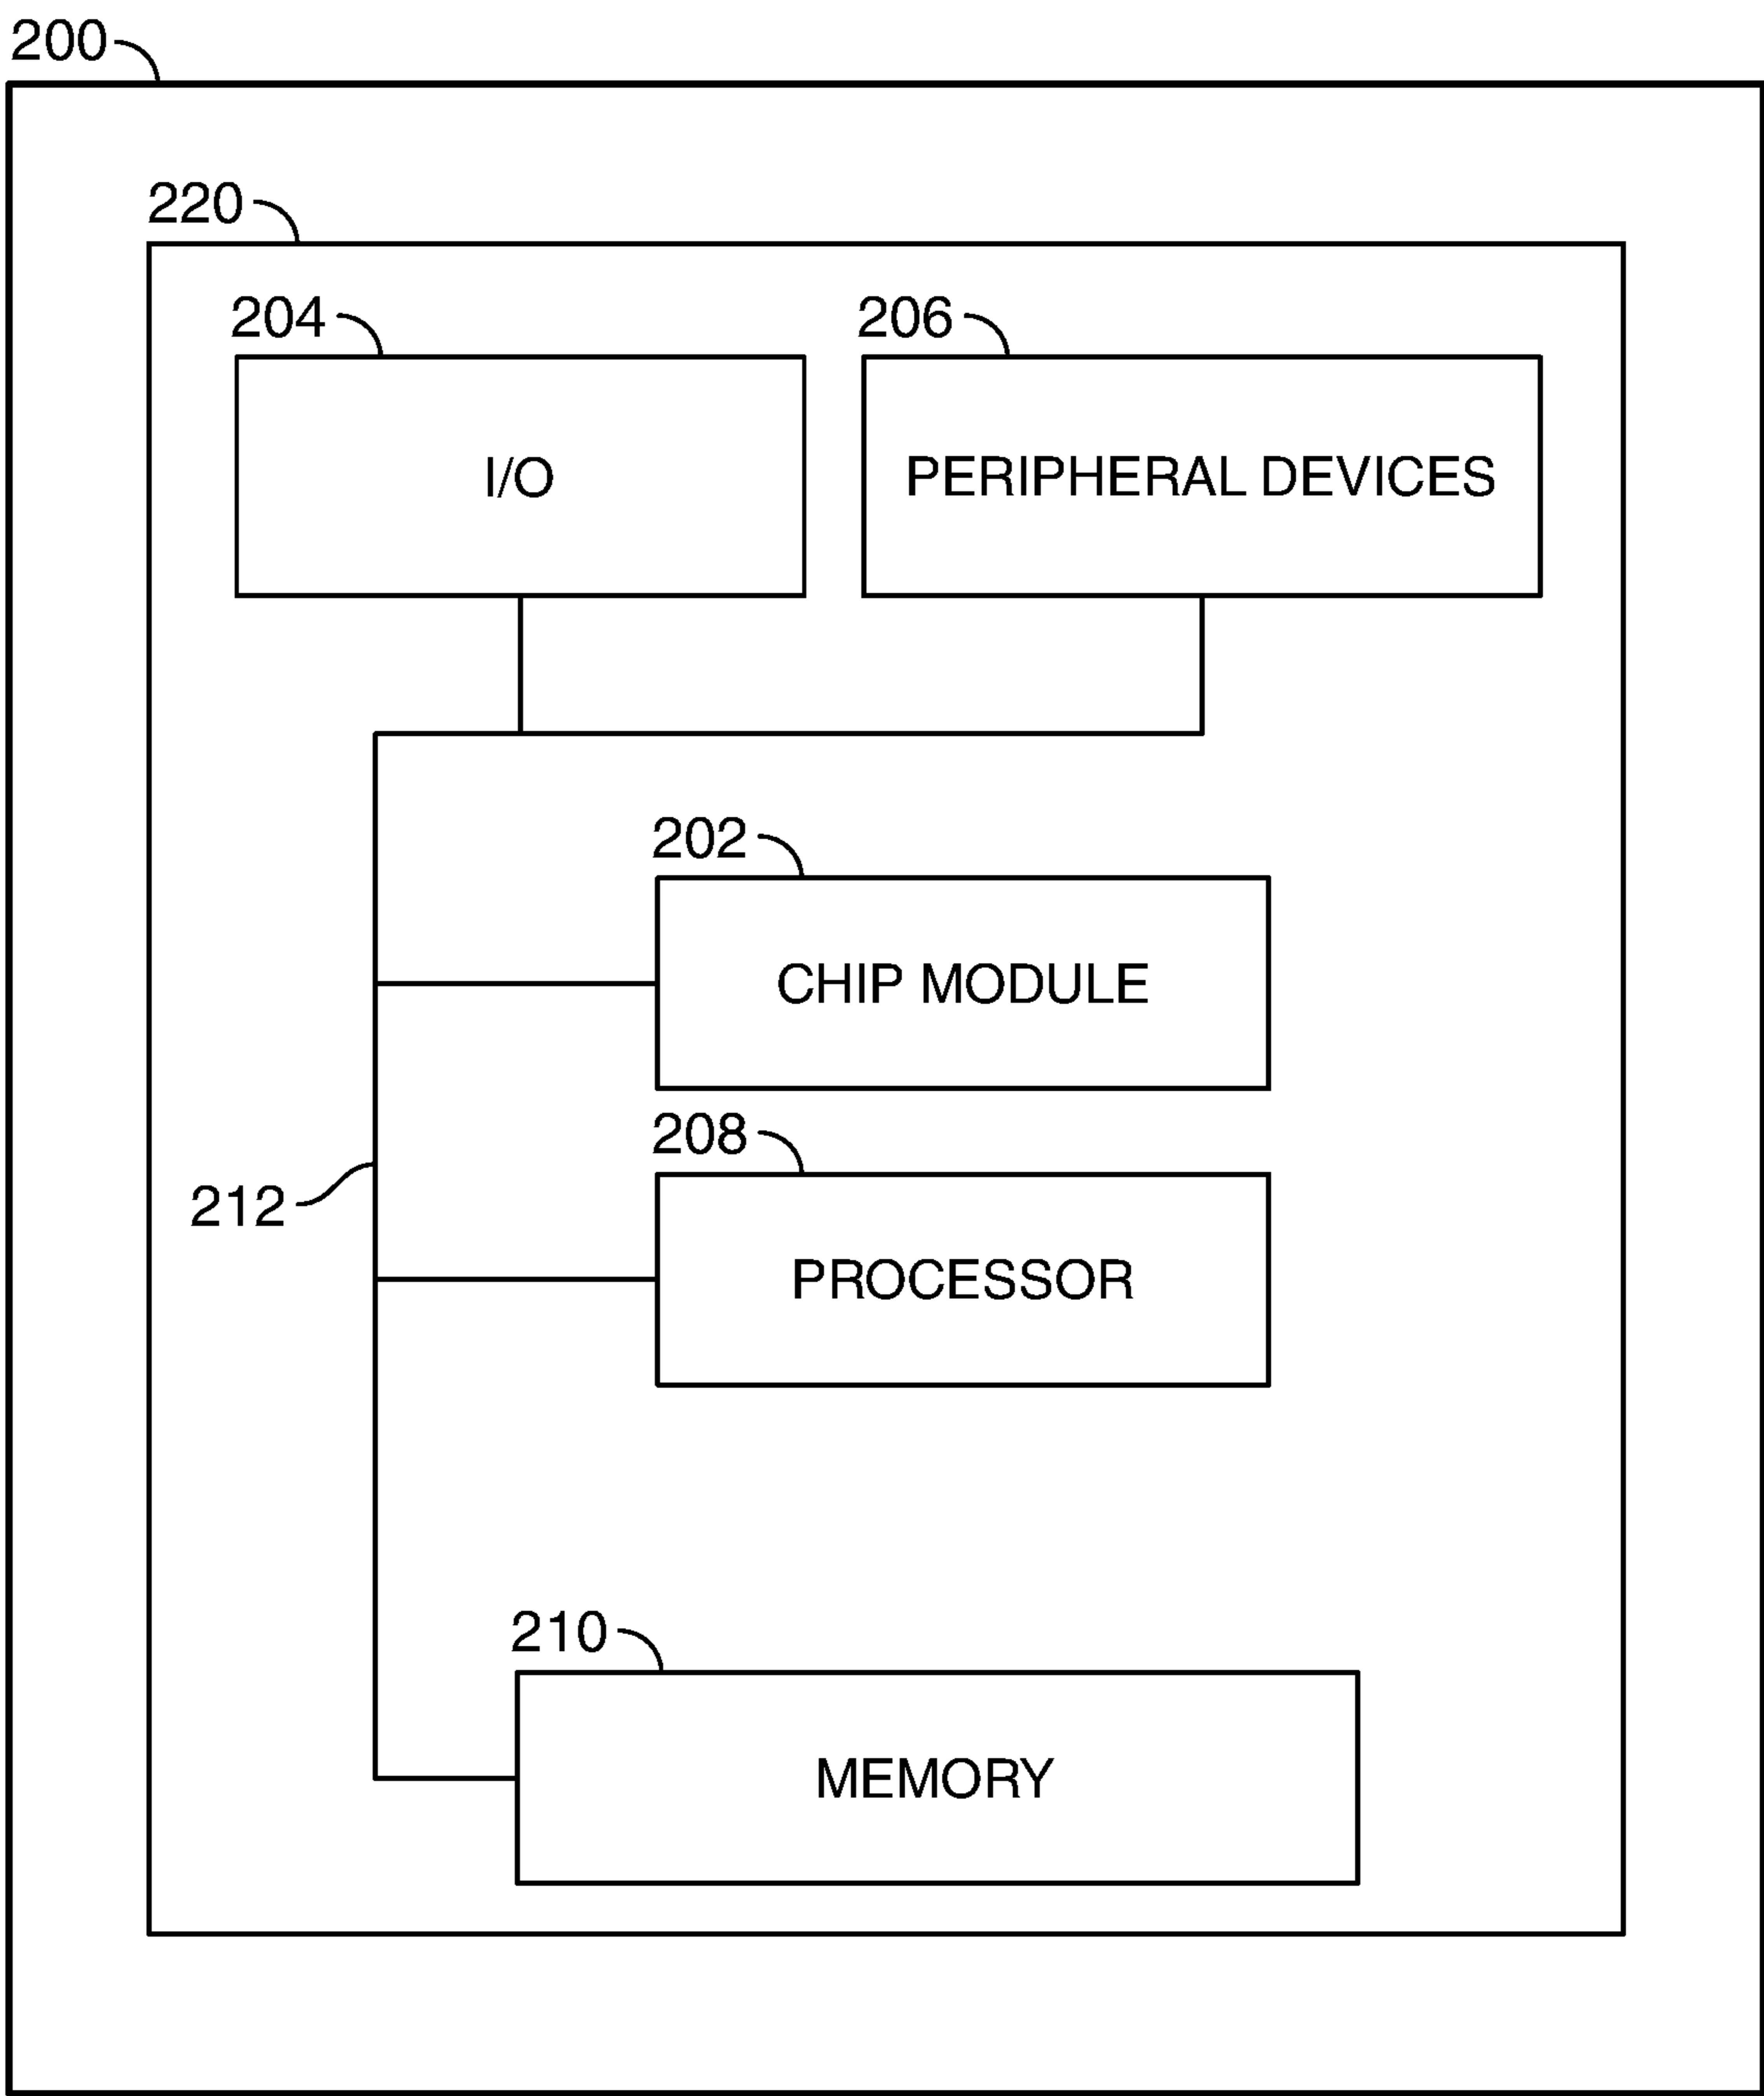 200
220
204
206
I/O
PERIPHERAL DEVICES
202
CHIP MODULE
208
212
PROCESSOR
210
MEMORY